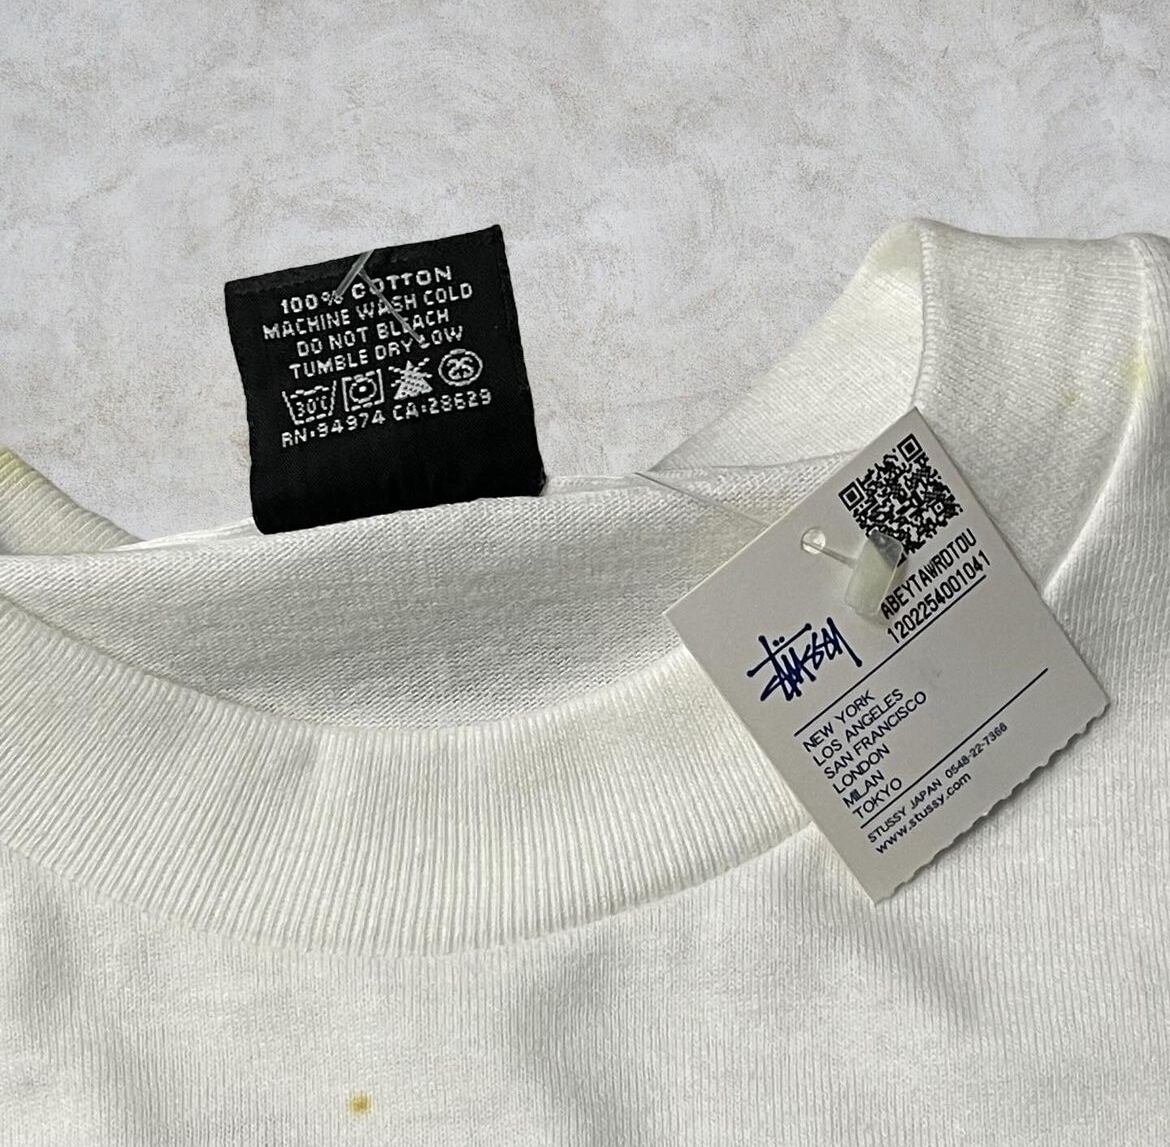 100% COTTON
MACHINE WASH COLD
DO NOT BLEACH
TUMBLE DRY LOW
30C
RN:94974 CA:28629
ABEYTAWRDTOU
1202254001041
Stüssy
NEW YORK
LOS ANGELES
SAN FRANCISCO
LONDON
MILAN
TOKYO
STUSSY JAPAN 0548-22-7366
www.stussy.com